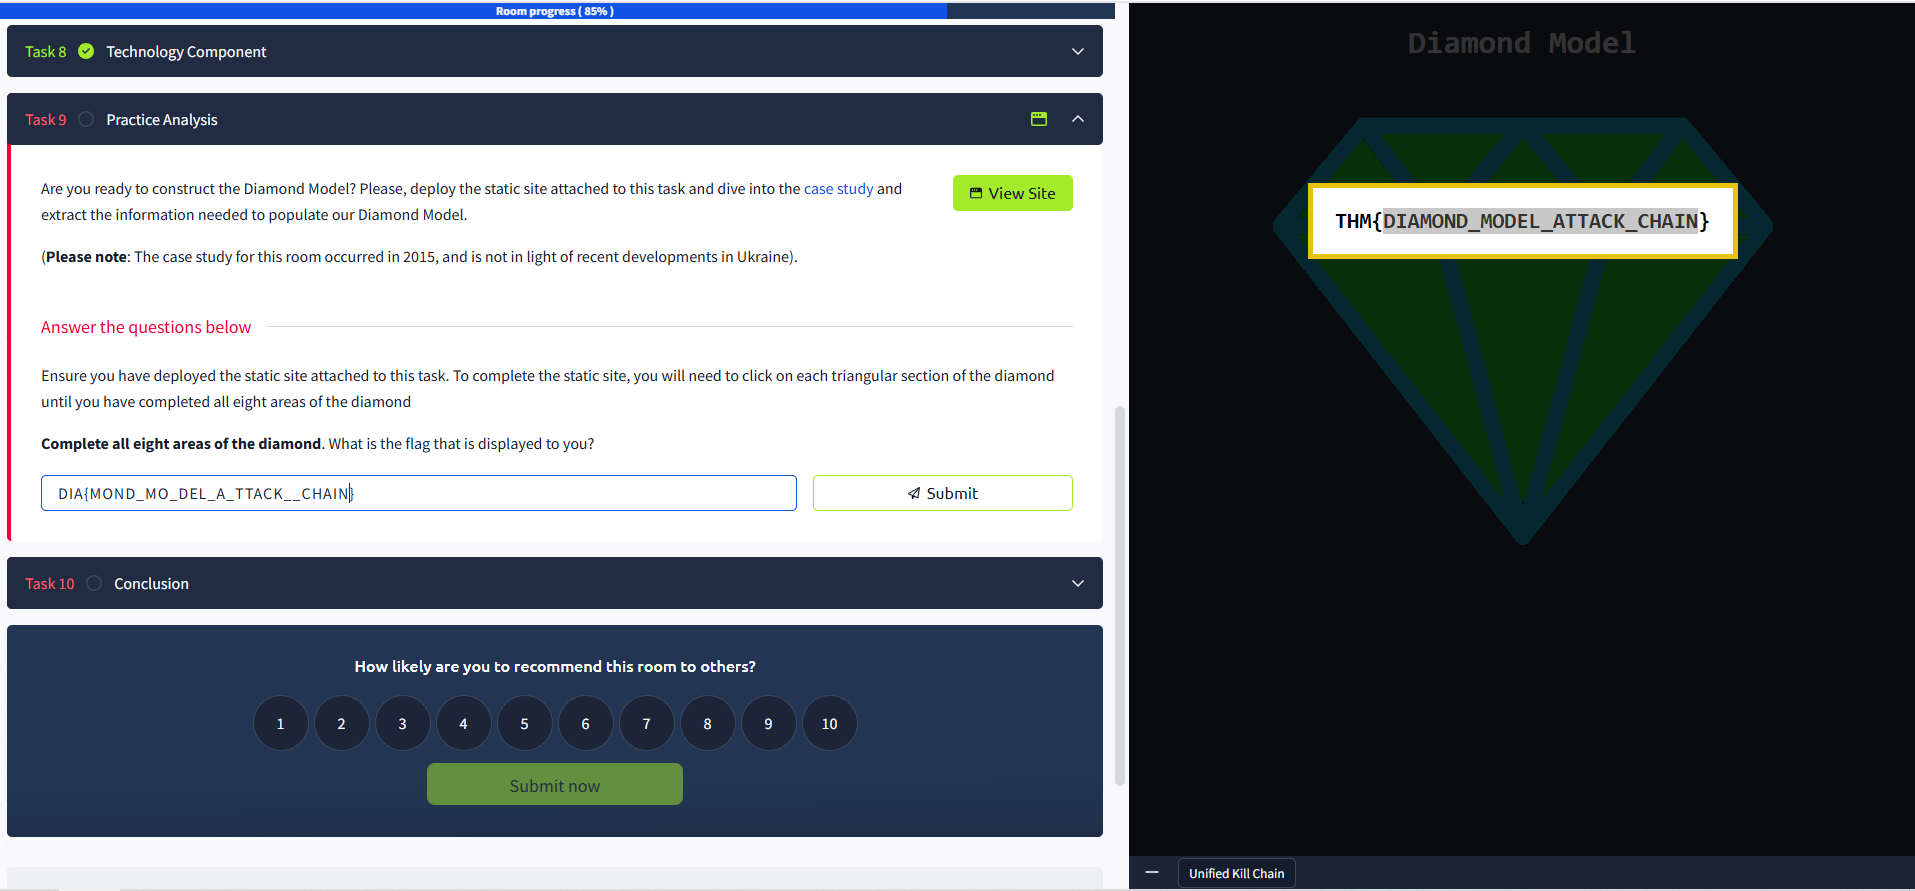 Room progress ( 85% )
Task 8 Technology Component
Task 9 Practice Analysis
Are you ready to construct the Diamond Model? Please, deploy the static site attached to this task and dive into the case study and
extract the information needed to populate our Diamond Model.
View Site
(Please note: The case study for this room occurred in 2015, and is not in light of recent developments in Ukraine).
Answer the questions below
Ensure you have deployed the static site attached to this task. To complete the static site, you will need to click on each triangular section of the diamond
until you have completed all eight areas of the diamond
Complete all eight areas of the diamond. What is the flag that is displayed to you?
DIA{MOND_MO_DEL_A_TTACK__CHAIN}
Submit
Task 10 Conclusion
How likely are you to recommend this room to others?
1 2 3 4 5 6 7 8 9 10
Submit now
Diamond Model
THM{DIAMOND_MODEL_ATTACK_CHAIN}
Unified Kill Chain